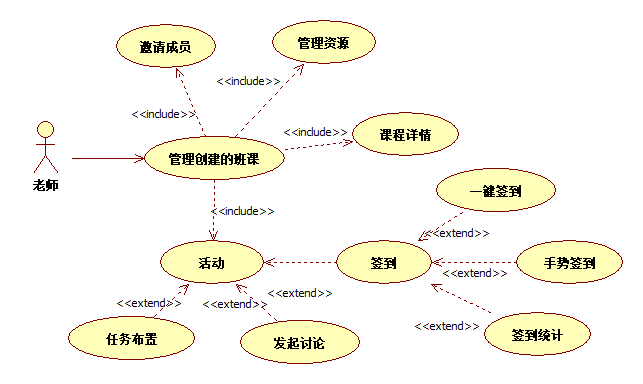 邀请成员
管理资源
<<include>>
<<include>>
<<include>>
课程详情
管理创建的班课
老师
一键签到
<<include>>
<<extend>>
活动
签到
手势签到
<<extend>>
<<extend>>
<<extend>>
<<extend>>
<<extend>>
任务布置
发起讨论
签到统计